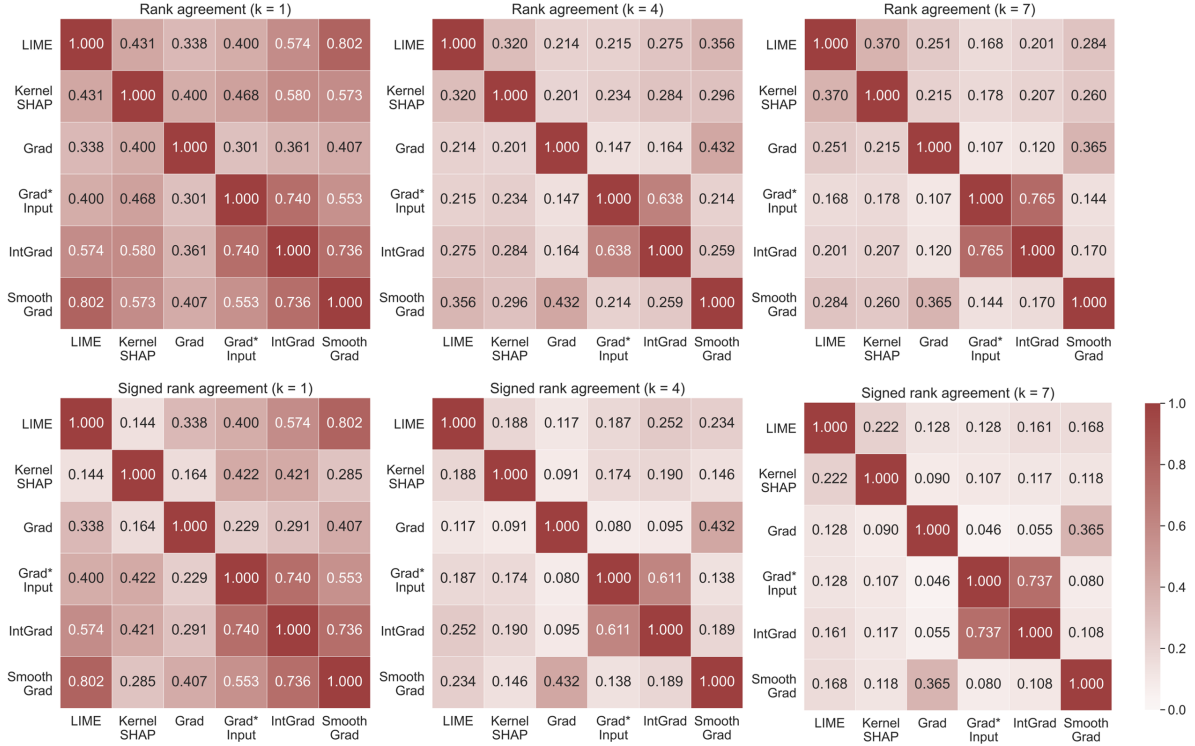 Rank agreement (k = 1)
LIME 1.000 0.431 0.338 0.400 0.574 0.802
Kernel
SHAP 0.431 1.000 0.400 0.468 0.580 0.573
Grad 0.338 0.400 1.000 0.301 0.361 0.407
Grad*
Input 0.400 0.468 0.301 1.000 0.740 0.553
IntGrad 0.574 0.580 0.361 0.740 1.000 0.736
Smooth
Grad 0.802 0.573 0.407 0.553 0.736 1.000
LIME Kernel Grad Grad* IntGrad Smooth
SHAP Input Grad
Rank agreement (k = 4)
LIME 1.000 0.320 0.214 0.215 0.275 0.356
Kernel
SHAP 0.320 1.000 0.201 0.234 0.284 0.296
Grad 0.214 0.201 1.000 0.147 0.164 0.432
Grad*
Input 0.215 0.234 0.147 1.000 0.638 0.214
IntGrad 0.275 0.284 0.164 0.638 1.000 0.259
Smooth
Grad 0.356 0.296 0.432 0.214 0.259 1.000
LIME Kernel Grad Grad* IntGrad Smooth
SHAP Input Grad
Rank agreement (k = 7)
LIME 1.000 0.370 0.251 0.168 0.201 0.284
Kernel
SHAP 0.370 1.000 0.215 0.178 0.207 0.260
Grad 0.251 0.215 1.000 0.107 0.120 0.365
Grad*
Input 0.168 0.178 0.107 1.000 0.765 0.144
IntGrad 0.201 0.207 0.120 0.765 1.000 0.170
Smooth
Grad 0.284 0.260 0.365 0.144 0.170 1.000
LIME Kernel Grad Grad* IntGrad Smooth
SHAP Input Grad
Signed rank agreement (k = 1)
LIME 1.000 0.144 0.338 0.400 0.574 0.802
Kernel
SHAP 0.144 1.000 0.164 0.422 0.421 0.285
Grad 0.338 0.164 1.000 0.229 0.291 0.407
Grad*
Input 0.400 0.422 0.229 1.000 0.740 0.553
IntGrad 0.574 0.421 0.291 0.740 1.000 0.736
Smooth
Grad 0.802 0.285 0.407 0.553 0.736 1.000
LIME Kernel Grad Grad* IntGrad Smooth
SHAP Input Grad
Signed rank agreement (k = 4)
LIME 1.000 0.188 0.117 0.187 0.252 0.234
Kernel
SHAP 0.188 1.000 0.091 0.174 0.190 0.146
Grad 0.117 0.091 1.000 0.080 0.095 0.432
Grad*
Input 0.187 0.174 0.080 1.000 0.611 0.138
IntGrad 0.252 0.190 0.095 0.611 1.000 0.189
Smooth
Grad 0.234 0.146 0.432 0.138 0.189 1.000
LIME Kernel Grad Grad* IntGrad Smooth
SHAP Input Grad
Signed rank agreement (k = 7)
LIME 1.000 0.222 0.128 0.128 0.161 0.168
Kernel
SHAP 0.222 1.000 0.090 0.107 0.117 0.118
Grad 0.128 0.090 1.000 0.046 0.055 0.365
Grad*
Input 0.128 0.107 0.046 1.000 0.737 0.080
IntGrad 0.161 0.117 0.055 0.737 1.000 0.108
Smooth
Grad 0.168 0.118 0.365 0.080 0.108 1.000
LIME Kernel Grad Grad* IntGrad Smooth
SHAP Input Grad
1.0
0.8
0.6
0.4
0.2
0.0